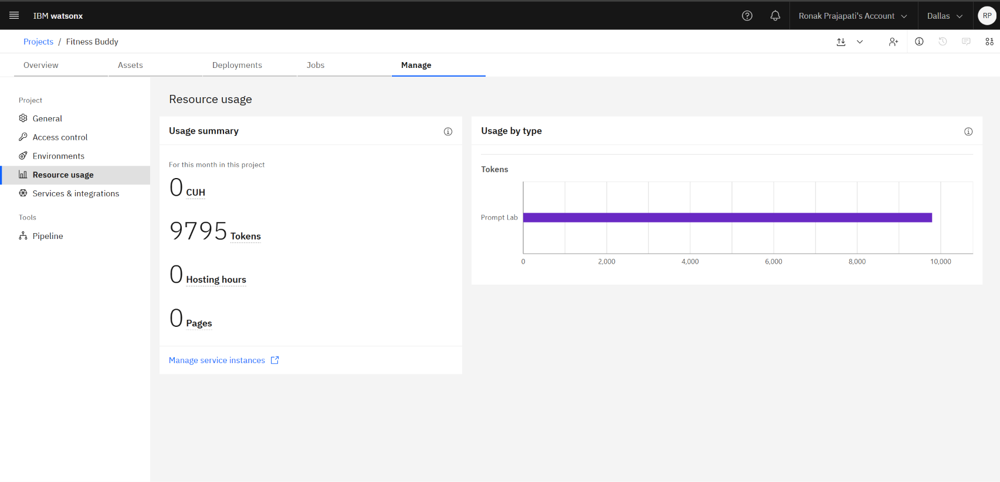 IBM watsonx
Ronak Prajapati's Account
Dallas
RP
Projects / Fitness Buddy
Overview
Assets
Deployments
Jobs
Manage
Project
General
Access control
Environments
Resource usage
Services & integrations
Tools
Pipeline
Resource usage
Usage summary
For this month in this project
0 CUH
9795 Tokens
0 Hosting hours
0 Pages
Manage service instances
Usage by type
Tokens
Prompt Lab
0 2,000 4,000 6,000 8,000 10,000